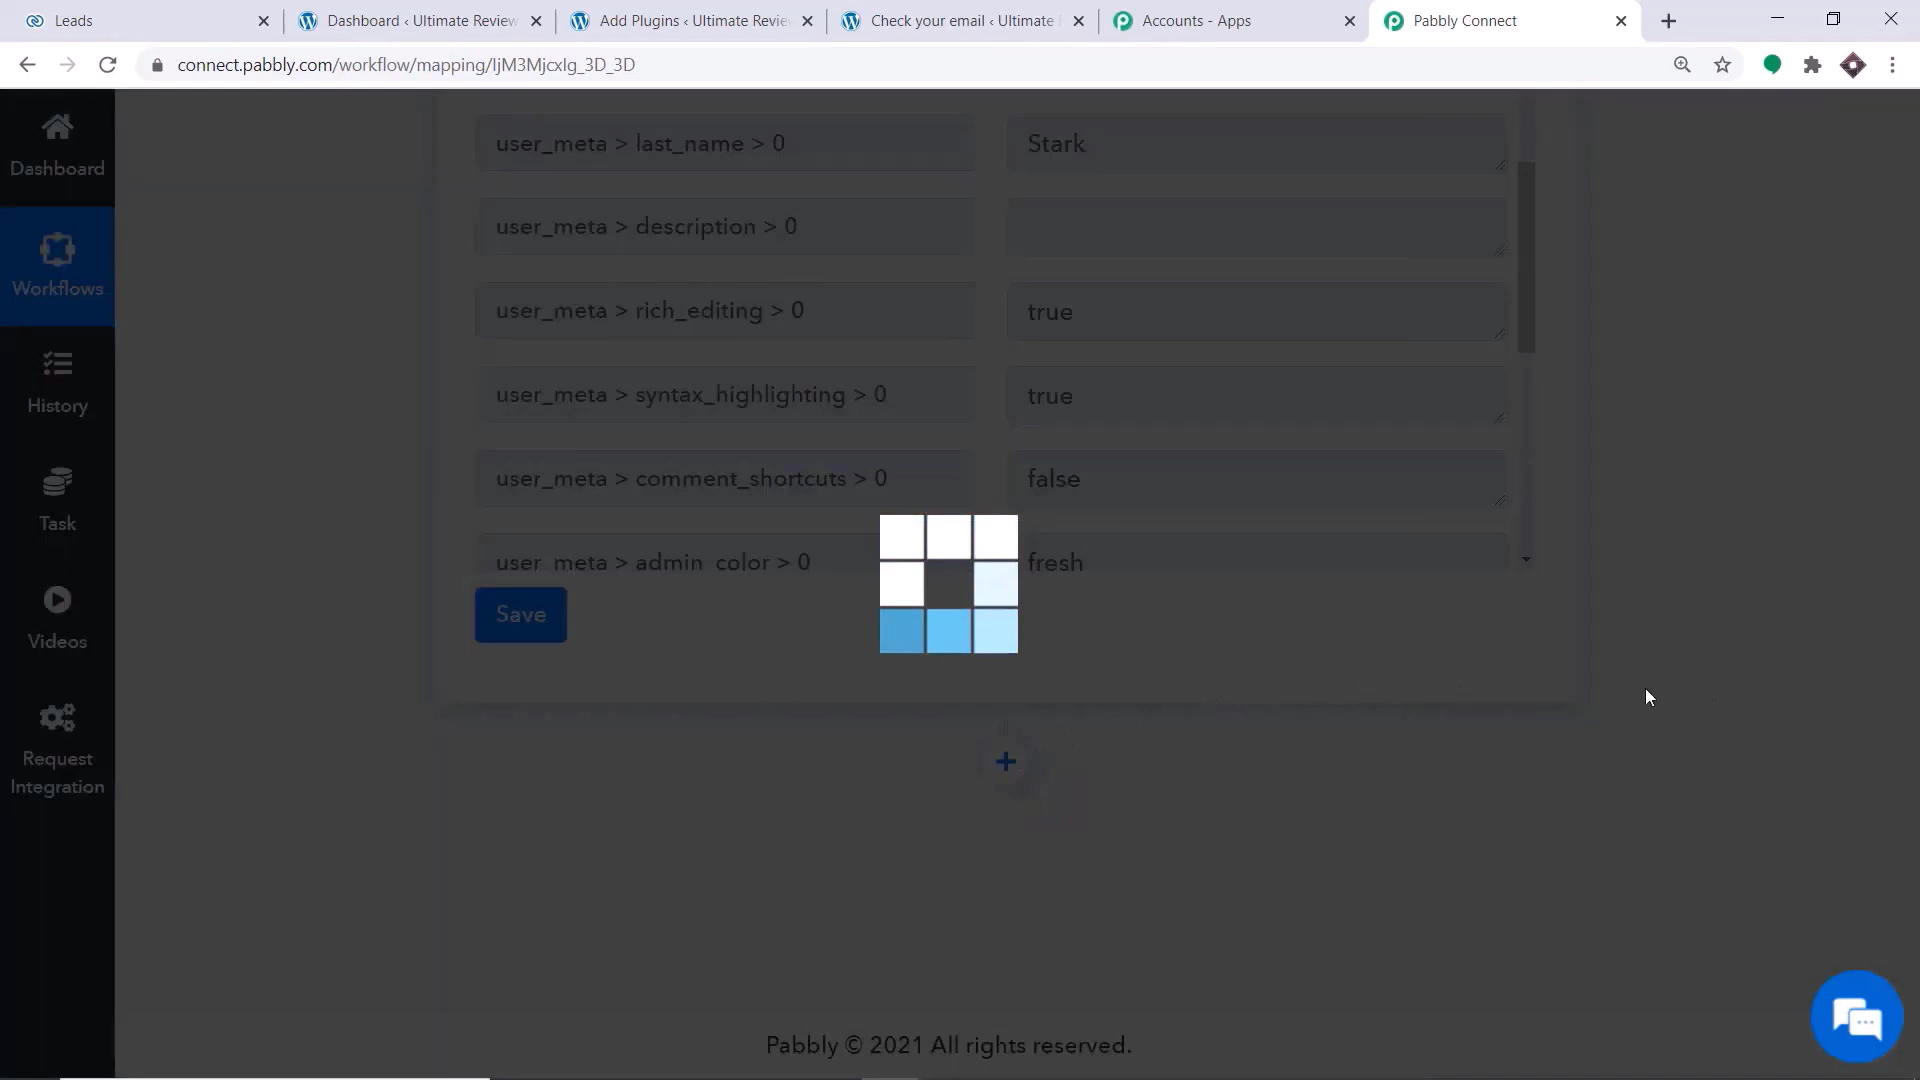 Leads
Dashboard ‹ Ultimate Review
Add Plugins ‹ Ultimate Revie
Check your email ‹ Ultimate
Accounts - Apps
Pabbly Connect
connect.pabbly.com/workflow/mapping/IjM3MjcxIg_3D_3D
Dashboard
Workflows
History
Task
Videos
Request
Integration
user_meta > last_name > 0
Stark
user_meta > description > 0
user_meta > rich_editing > 0
true
user_meta > syntax_highlighting > 0
true
user_meta > comment_shortcuts > 0
false
user_meta > admin_color > 0
fresh
Save
Pabbly © 2021 All rights reserved.